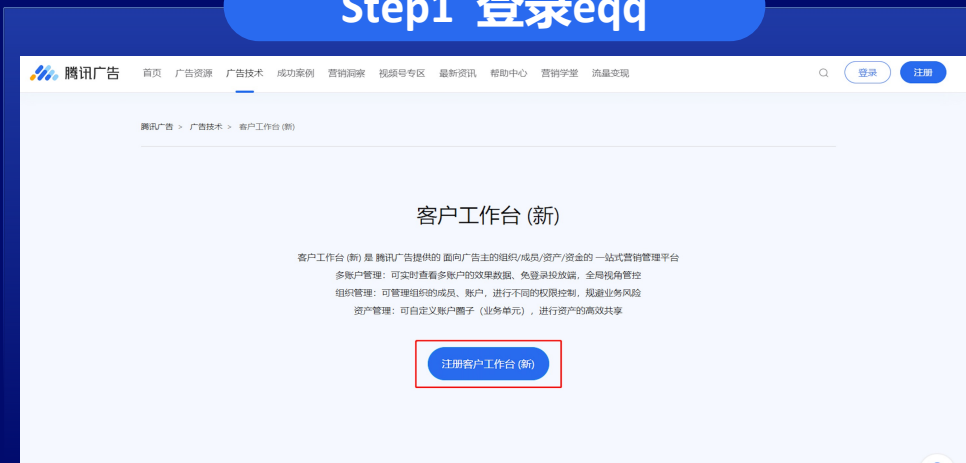 Step1 登录eqq
腾讯广告 首页 广告资源 广告技术 成功案例 营销洞察 视频号专区 最新资讯 帮助中心 营销学堂 流量变现 登录 注册
腾讯广告 > 广告技术 > 客户工作台 (新)
客户工作台 (新)
客户工作台 (新) 是 腾讯广告提供的 面向广告主的组织/成员/资产/资金的 一站式营销管理平台
多账户管理：可实时查看多账户的效果数据、免登录投放端，全局视角管控
组织管理：可管理组织的成员、账户，进行不同的权限控制，规避业务风险
资产管理：可自定义账户圈子（业务单元），进行资产的高效共享
注册客户工作台 (新)